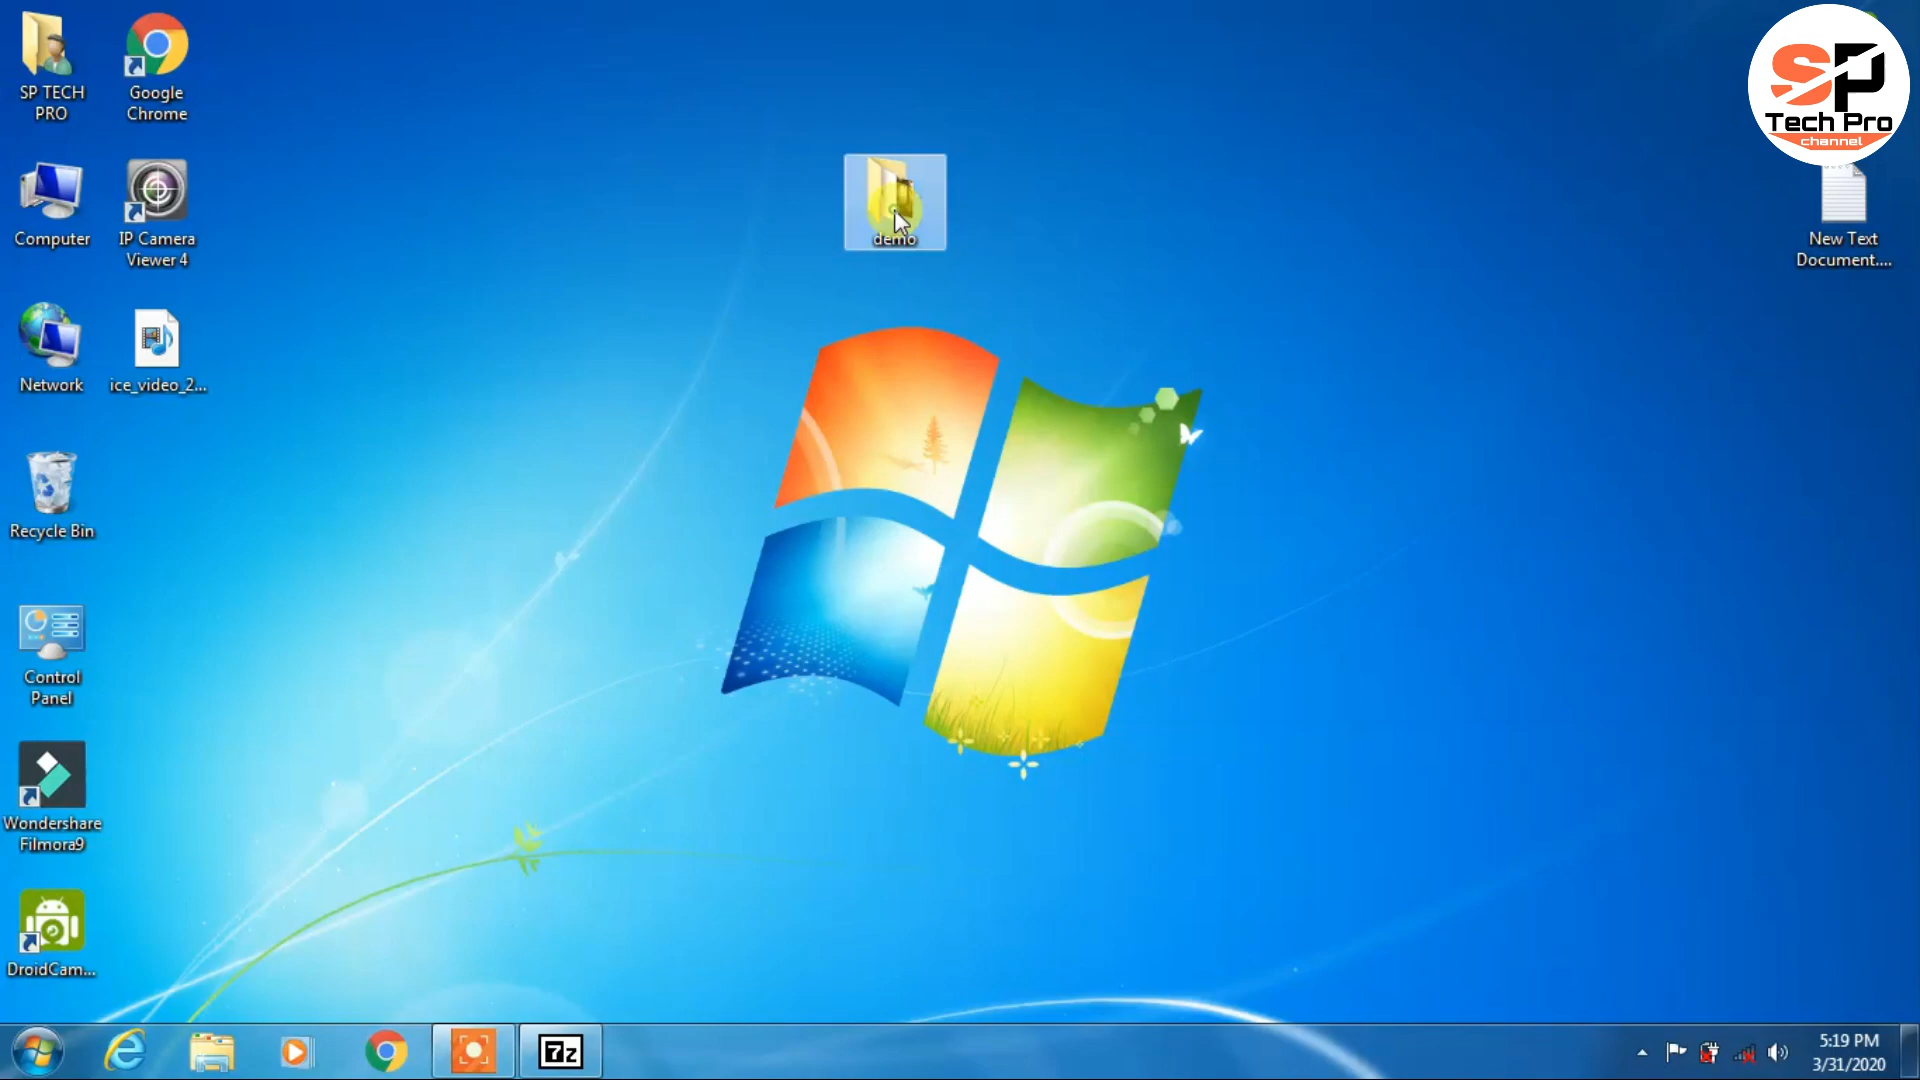 SP TECH
PRO
Google
Chrome
SP
Tech Pro
channel
Computer
IP Camera
Viewer 4
demo
New Text
Document....
Network
ice_video_2...
Recycle Bin
Control
Panel
Wondershare
Filmora9
DroidCam...
7z
5:19 PM
3/31/2020